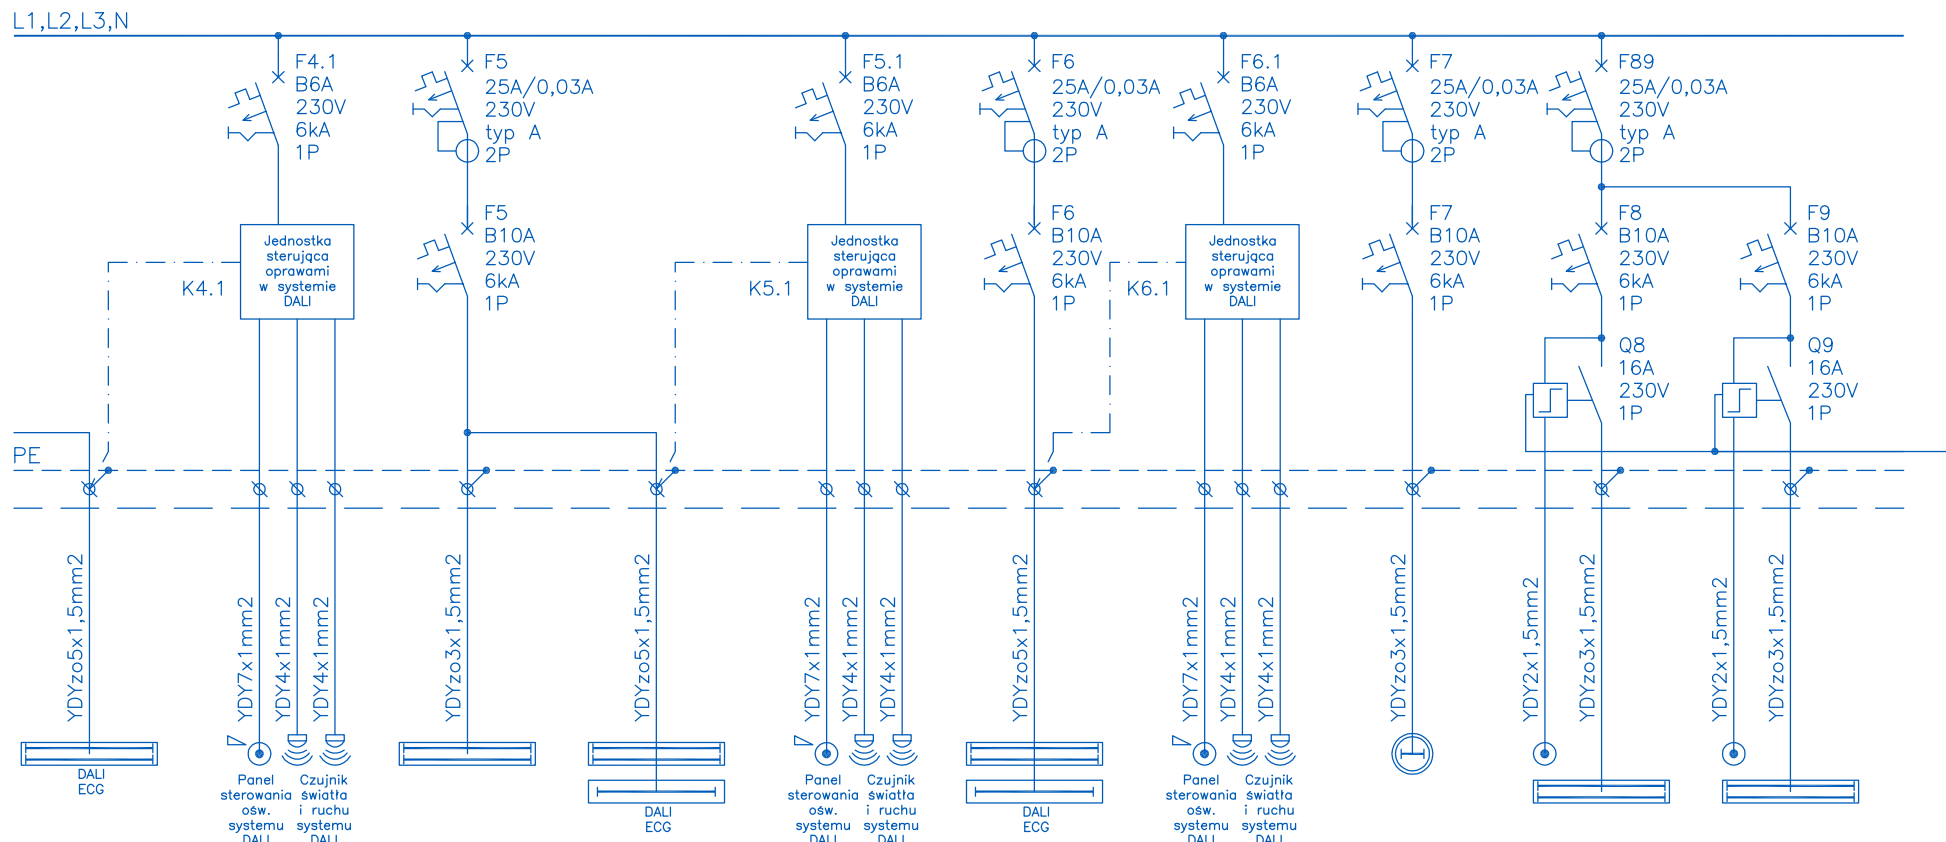 L1,L2,L3,N
F4.1
B6A
230V
6kA
1P
F5
25A/0,03A
230V
typ A
2P
F5.1
B6A
230V
6kA
1P
F6
25A/0,03A
230V
typ A
2P
F6.1
B6A
230V
6kA
1P
F7
25A/0,03A
230V
typ A
2P
F89
25A/0,03A
230V
typ A
2P
Jednostka
sterująca
oprawami
w systemie
DALI
K4.1
F5
B10A
230V
6kA
1P
Jednostka
sterująca
oprawami
w systemie
DALI
K5.1
F6
B10A
230V
6kA
1P
Jednostka
sterująca
oprawami
w systemie
DALI
K6.1
F7
B10A
230V
6kA
1P
F8
B10A
230V
6kA
1P
F9
B10A
230V
6kA
1P
Q8
16A
230V
1P
Q9
16A
230V
1P
PE
YDYzo5x1,5mm2
YDY7x1mm2
YDY4x1mm2
YDY4x1mm2
YDYzo3x1,5mm2
YDYzo5x1,5mm2
YDY7x1mm2
YDY4x1mm2
YDY4x1mm2
YDYzo5x1,5mm2
YDY7x1mm2
YDY4x1mm2
YDY4x1mm2
YDYzo3x1,5mm2
YDY2x1,5mm2
YDYzo3x1,5mm2
YDY2x1,5mm2
YDYzo3x1,5mm2
DALI
ECG
Panel
sterowania
ośw.
systemu
DALI
Czujnik
światła
i ruchu
systemu
DALI
DALI
ECG
Panel
sterowania
ośw.
systemu
DALI
Czujnik
światła
i ruchu
systemu
DALI
DALI
ECG
Panel
sterowania
ośw.
systemu
DALI
Czujnik
światła
i ruchu
systemu
DALI